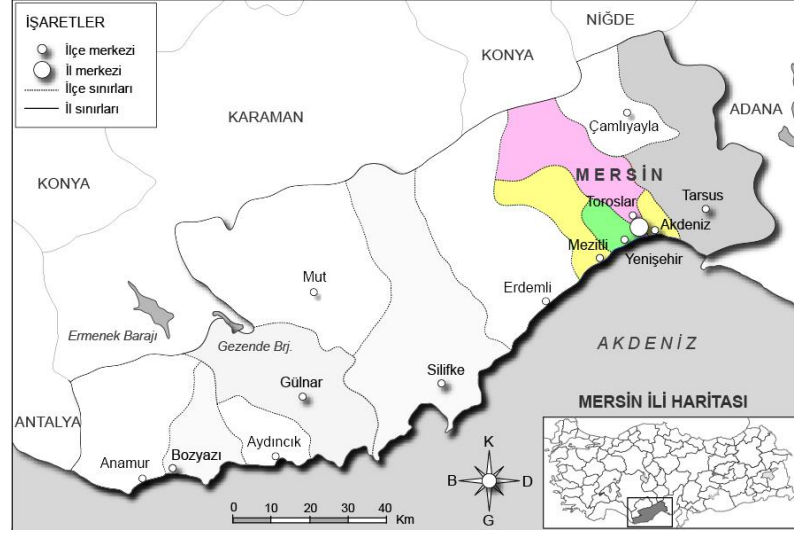 İŞARETLER
İlçe merkezi
İl merkezi
İlçe sınırları
İl sınırları
NİĞDE
KONYA
ADANA
KARAMAN
Çamlıyayla
KONYA
MERSİN
Tarsus
Toroslar
Akdeniz
Mezitli
Yenişehir
Mut
Erdemli
Ermenek Barajı
Gezende Brj.
AKDENİZ
Silifke
Gülnar
MERSİN İLİ HARİTASI
ANTALYA
Aydıncık
Bozyazı
Anamur
K
B
D
G
0 10 20 30 40
Km